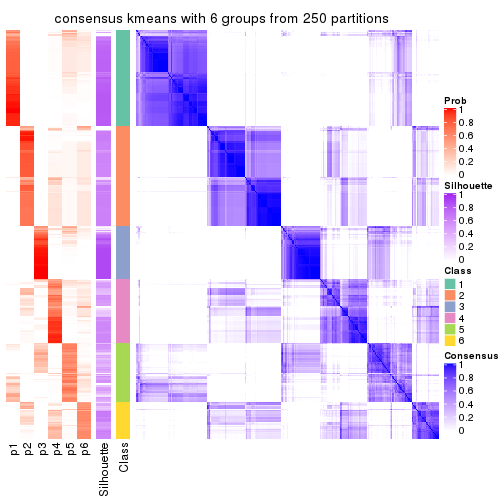 consensus kmeans with 6 groups from 250 partitions
Prob
1
0.8
0.6
0.4
0.2
0
Silhouette
1
0.8
0.6
0.4
0.2
0
Class
1
2
3
4
5
6
Consensus
1
0.8
0.6
0.4
0.2
0
p1
p2
p3
p4
p5
p6
Silhouette
Class